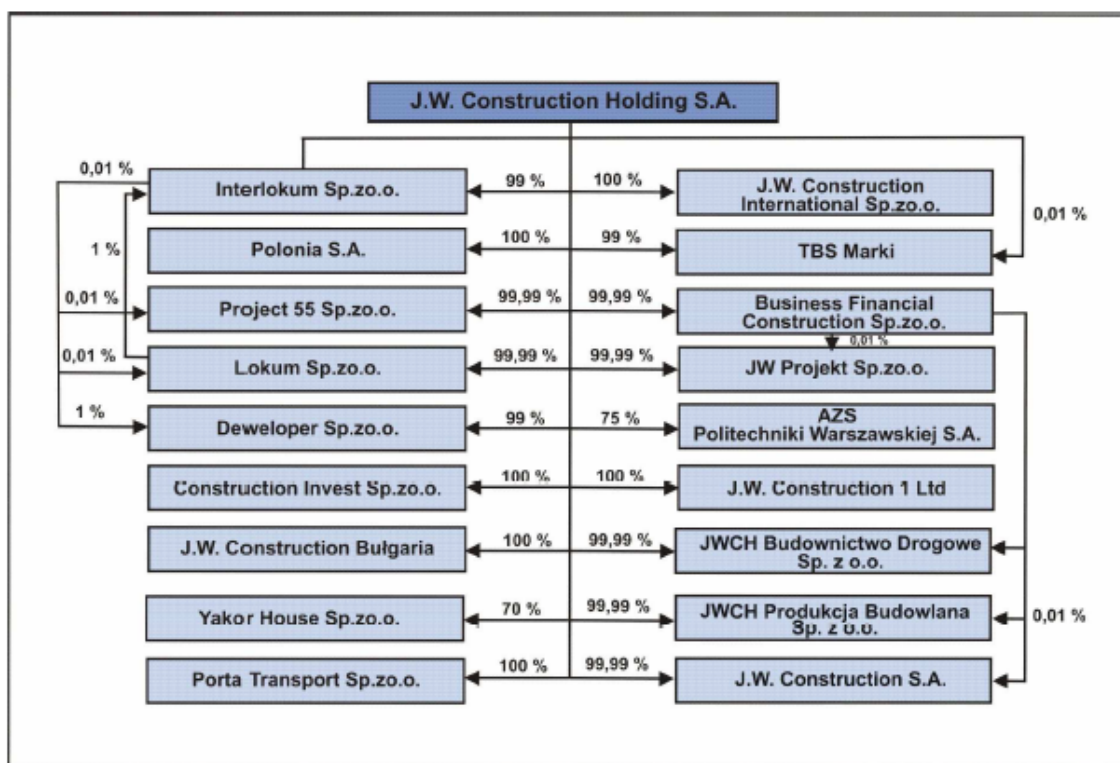 J.W. Construction Holding S.A.
0,01 %
Interlokum Sp.zo.o.
99 %
100 %
J.W. Construction
International Sp.zo.o.
0,01 %
1 %
Polonia S.A.
100 %
99 %
TBS Marki
0,01 %
Project 55 Sp.zo.o.
99,99 %
99,99 %
Business Financial
Construction Sp.zo.o.
0,01 %
0,01 %
Lokum Sp.zo.o.
99,99 %
99,99 %
JW Projekt Sp.zo.o.
1 %
Deweloper Sp.zo.o.
99 %
75 %
AZS
Politechniki Warszawskiej S.A.
Construction Invest Sp.zo.o.
100 %
100 %
J.W. Construction 1 Ltd
J.W. Construction Bułgaria
100 %
99,99 %
JWCH Budownictwo Drogowe
Sp. z o.o.
Yakor House Sp.zo.o.
70 %
99,99 %
JWCH Produkcja Budowlana
Sp. z o.o.
0,01 %
Porta Transport Sp.zo.o.
100 %
99,99 %
J.W. Construction S.A.